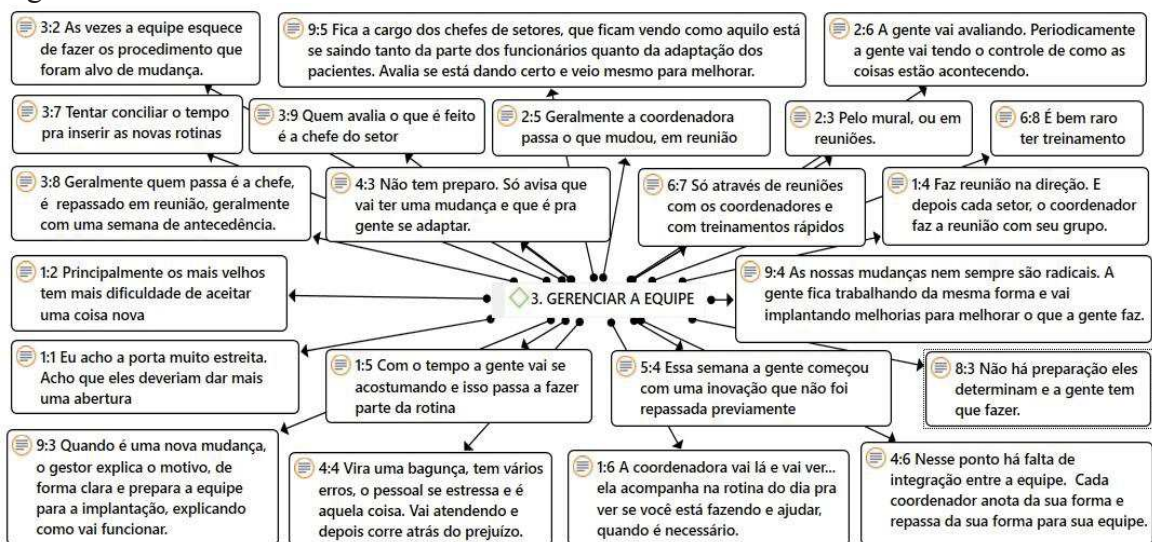 3:2 As vezes a equipe esquece
de fazer os procedimento que
foram alvo de mudança.
9:5 Fica a cargo dos chefes de setores, que ficam vendo como aquilo está
se saindo tanto da parte dos funcionários quanto da adaptação dos
pacientes. Avalia se está dando certo e veio mesmo para melhorar.
2:6 A gente vai avaliando. Periodicamente
a gente vai tendo o controle de como as
coisas estão acontecendo.
3:7 Tentar conciliar o tempo
pra inserir as novas rotinas
3:9 Quem avalia o que é feito
é a chefe do setor
2:5 Geralmente a coordenadora
passa o que mudou, em reunião
2:3 Pelo mural, ou em
reuniões.
6:8 É bem raro
ter treinamento
3:8 Geralmente quem passa é a chefe,
é repassado em reunião, geralmente
com uma semana de antecedência.
4:3 Não tem preparo. Só avisa que
vai ter uma mudança e que é pra
gente se adaptar.
6:7 Só através de reuniões
com os coordenadores e
com treinamentos rápidos
1:4 Faz reunião na direção. E
depois cada setor, o coordenador
faz a reunião com seu grupo.
1:2 Principalmente os mais velhos
tem mais dificuldade de aceitar
uma coisa nova
3. GERENCIAR A EQUIPE
9:4 As nossas mudanças nem sempre são radicais. A
gente fica trabalhando da mesma forma e vai
implantando melhorias para melhorar o que a gente faz.
1:1 Eu acho a porta muito estreita.
Acho que eles deveriam dar mais
uma abertura
1:5 Com o tempo a gente vai se
acostumando e isso passa a fazer
parte da rotina
5:4 Essa semana a gente começou
com uma inovação que não foi
repassada previamente
8:3 Não há preparação eles
determinam e a gente tem
que fazer.
9:3 Quando é uma nova mudança,
o gestor explica o motivo, de
forma clara e prepara a equipe
para a implantação, explicando
como vai funcionar.
4:4 Vira uma bagunça, tem vários
erros, o pessoal se estressa e é
aquela coisa. Vai atendendo e
depois corre atrás do prejuízo.
1:6 A coordenadora vai lá e vai ver...
ela acompanha na rotina do dia pra
ver se você está fazendo e ajudar,
quando é necessário.
4:6 Nesse ponto há falta de
integração entre a equipe. Cada
coordenador anota da sua forma e
repassa da sua forma para sua equipe.